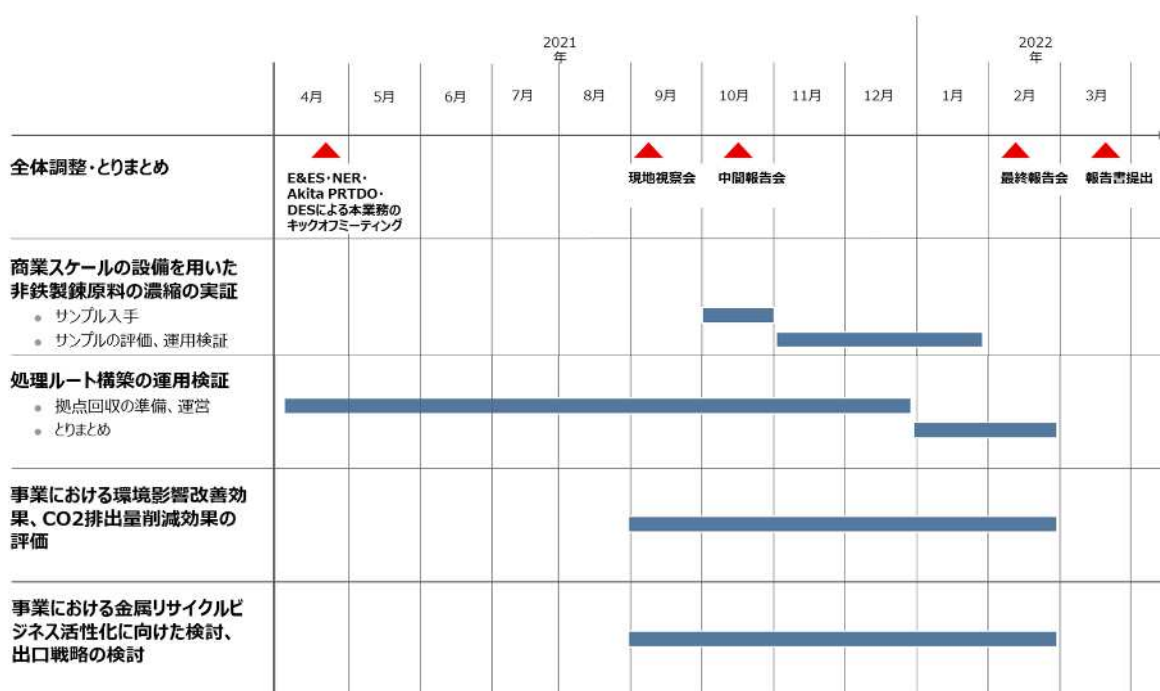 2021
年
2022
年
4月 5月 6月 7月 8月 9月 10月 11月 12月 1月 2月 3月
全体調整・とりまとめ
E&ES・NER・
Akita PRTDO・
DESによる本業務の
キックオフミーティング
現地視察会
中間報告会
最終報告会
報告書提出
商業スケールの設備を用いた
非鉄製錬原料の濃縮の実証
• サンプル入手
• サンプルの評価、運用検証
処理ルート構築の運用検証
• 拠点回収の準備、運営
• とりまとめ
事業における環境影響改善効
果、CO2排出量削減効果の
評価
事業における金属リサイクルビ
ジネス活性化に向けた検討、
出口戦略の検討